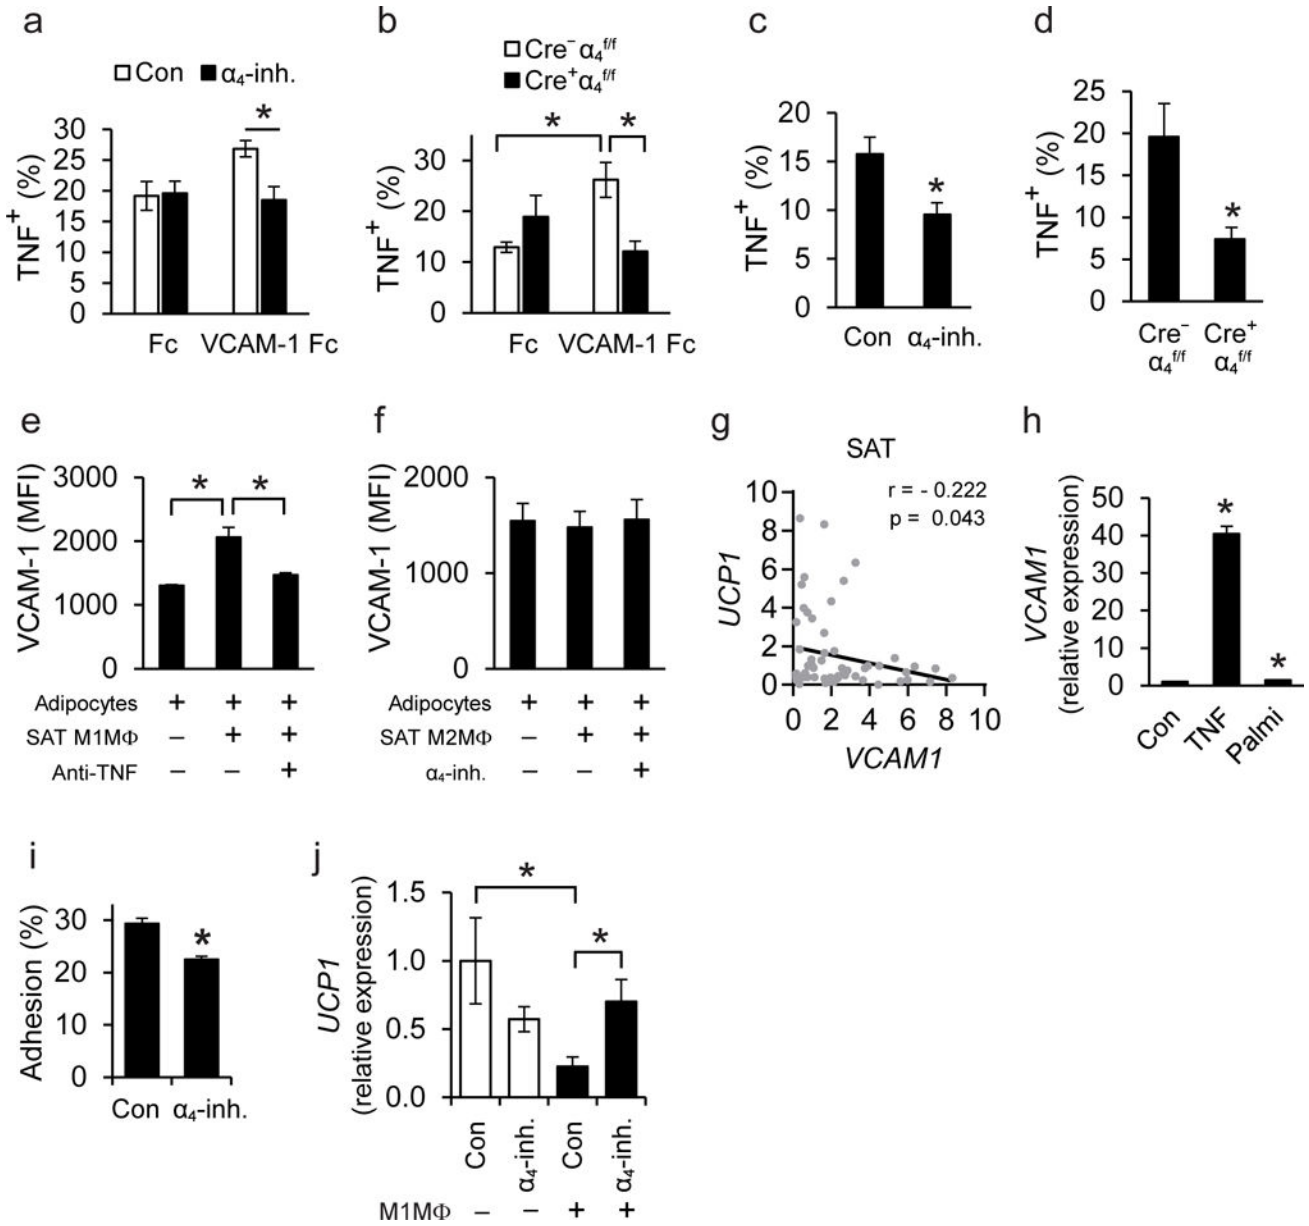 a
Con α₄-inh.
TNF⁺ (%)
30
25
20
15
10
5
0
*
Fc VCAM-1 Fc
b
Cre⁻ α₄f/f
Cre⁺ α₄f/f
TNF⁺ (%)
30
20
10
0
* *
Fc VCAM-1 Fc
c
TNF⁺ (%)
20
15
10
5
0
*
Con α₄-inh.
d
TNF⁺ (%)
25
20
15
10
5
0
*
Cre⁻ Cre⁺
α₄f/f α₄f/f
e
VCAM-1 (MFI)
3000
2000
1000
0
* *
Adipocytes + + +
SAT M1MΦ – + +
Anti-TNF – – +
f
VCAM-1 (MFI)
2000
1000
0
Adipocytes + + +
SAT M2MΦ – + +
α₄-inh. – – +
g
SAT
r = - 0.222
p = 0.043
UCP1
10
8
6
4
2
0
0 2 4 6 8 10
VCAM1
h
VCAM1
(relative expression)
50
40
30
20
10
0
*
*
Con TNF Palmi
i
Adhesion (%)
30
20
10
0
*
Con α₄-inh.
j
UCP1
(relative expression)
1.5
1.0
0.5
0.0
*
*
Con α₄-inh. Con α₄-inh.
M1MΦ – – + +